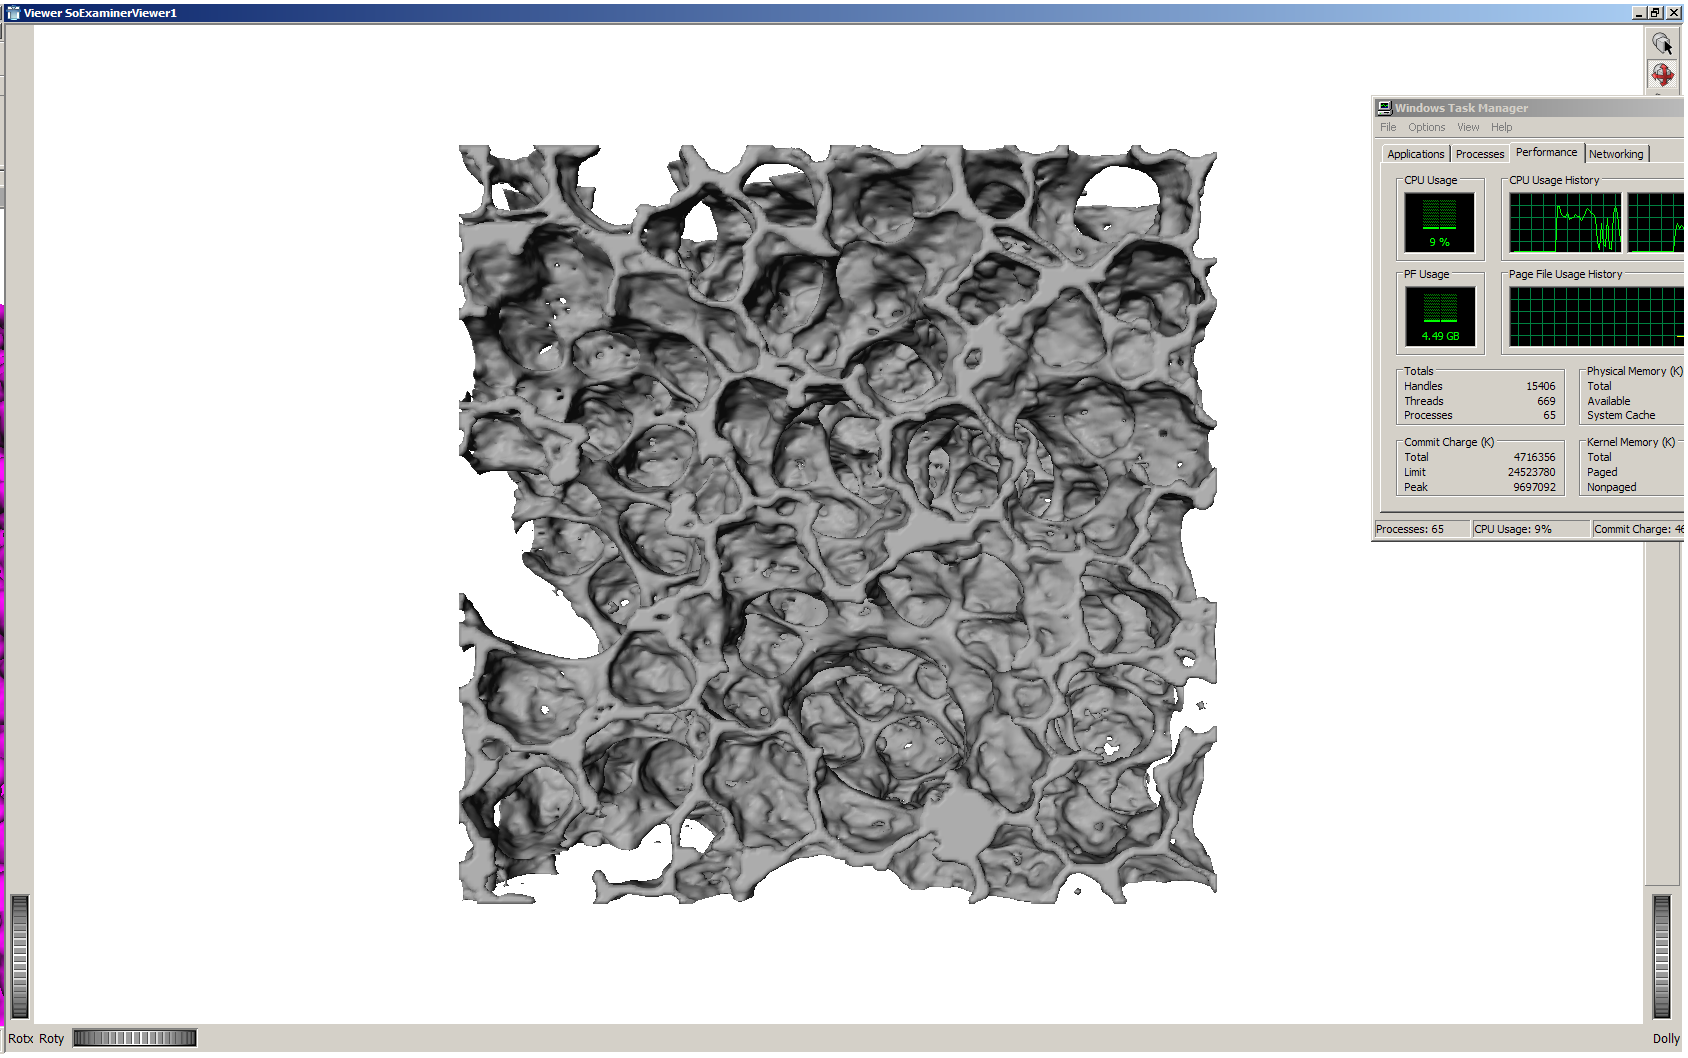 Viewer SoExaminerViewer1
Windows Task Manager
File Options View Help
Applications Processes Performance Networking
CPU Usage CPU Usage History
9 %
PF Usage Page File Usage History
4.49 GB
Totals Physical Memory (K)
Handles 15406 Total
Threads 669 Available
Processes 65 System Cache
Commit Charge (K) Kernel Memory (K)
Total 4716356 Total
Limit 24523780 Paged
Peak 9697092 Nonpaged
Processes: 65 CPU Usage: 9% Commit Charge: 46
Rotx Roty Dolly